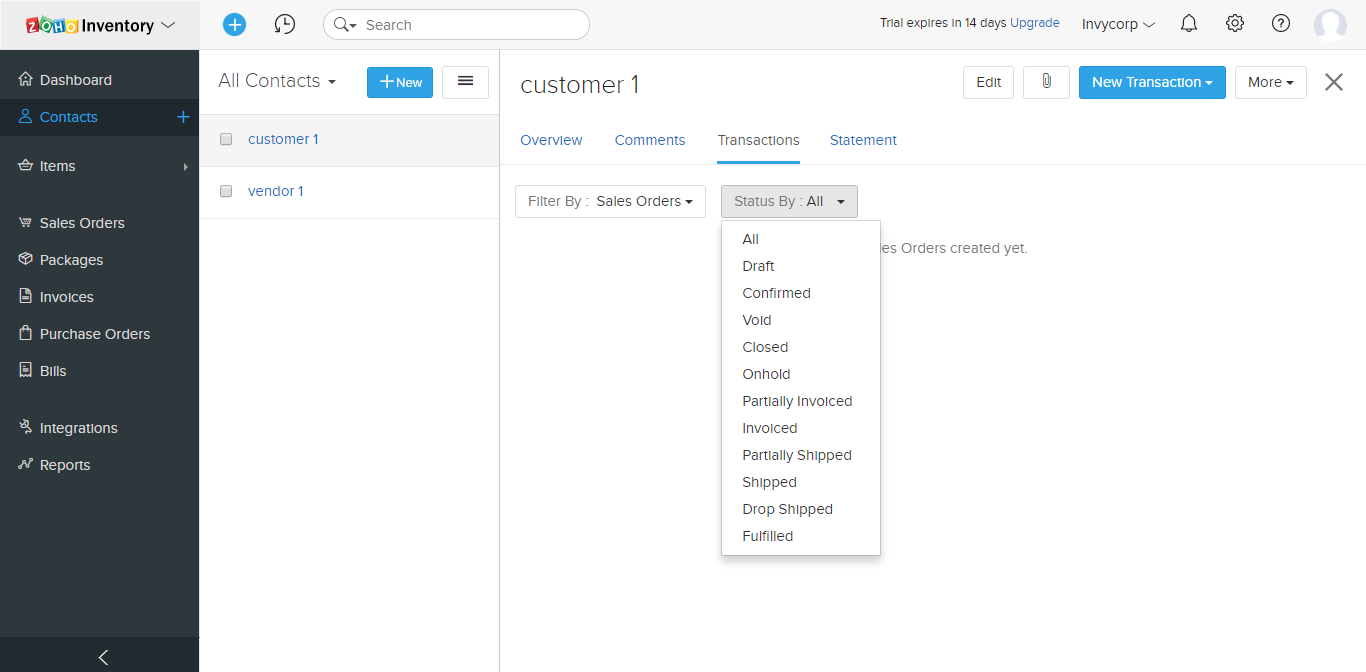 ZOHO Inventory
Search
Trial expires in 14 days Upgrade
Invycorp
Dashboard
Contacts
Items
Sales Orders
Packages
Invoices
Purchase Orders
Bills
Integrations
Reports
All Contacts
New
customer 1
vendor 1
customer 1
Edit
New Transaction
More
Overview
Comments
Transactions
Statement
Filter By : Sales Orders
Status By : All
All
Draft
Confirmed
Void
Closed
Onhold
Partially Invoiced
Invoiced
Partially Shipped
Shipped
Drop Shipped
Fulfilled
Orders created yet.